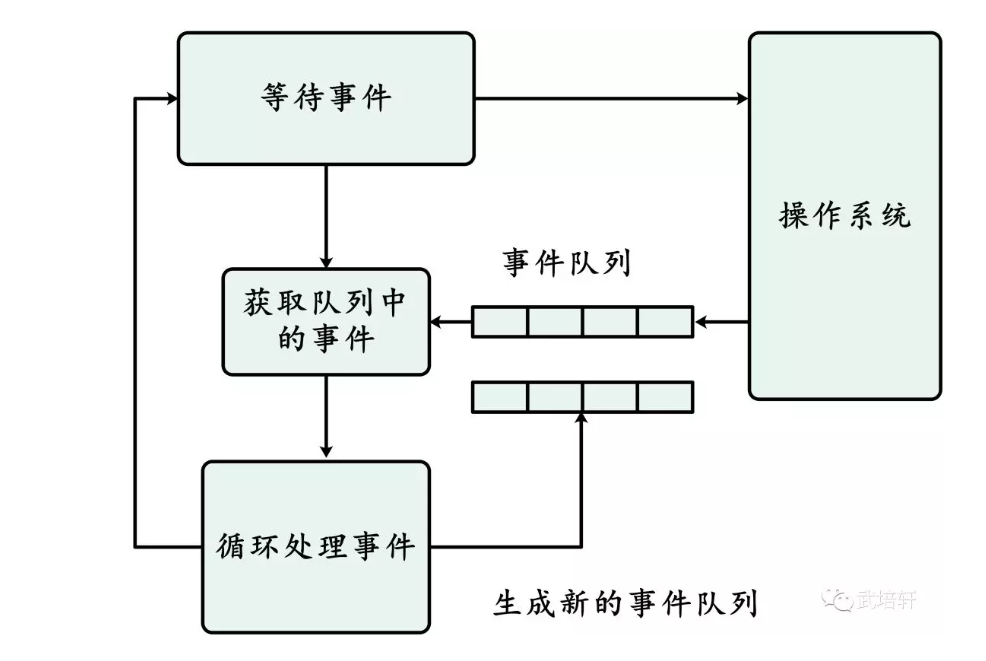 等待事件
操作系统
事件队列
获取队列中
的事件
循环处理事件
生成新的事件队列
武培轩